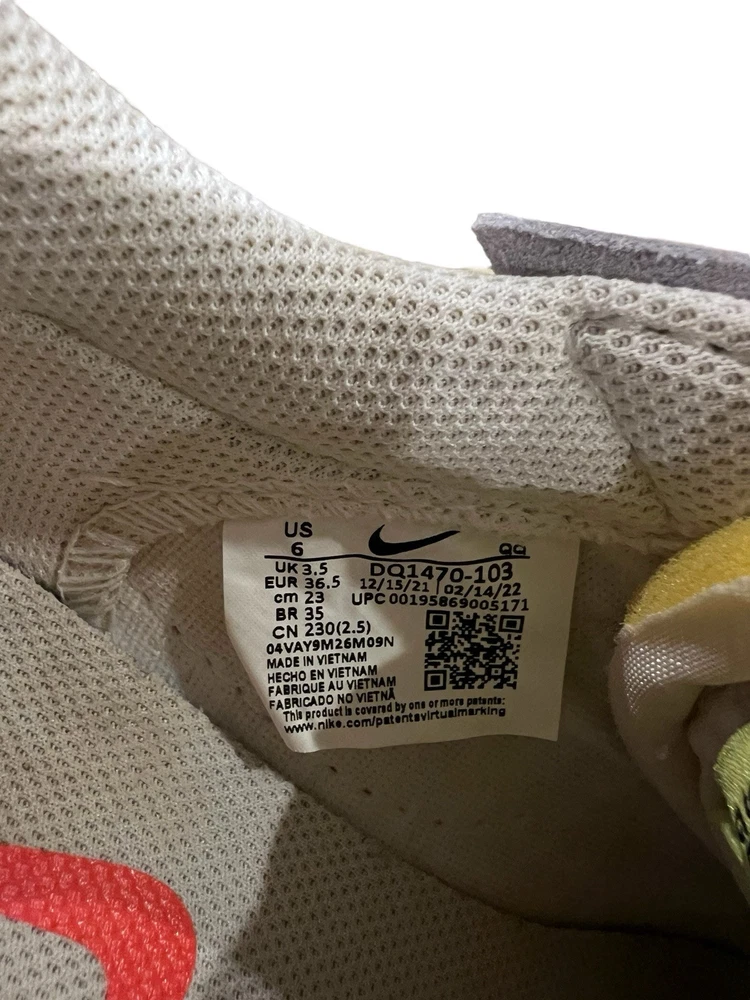 US
6 QQ
UK 3.5 DQ1470-103
EUR 36.5 12/15/21 02/14/22
cm 23 UPC 00195869005171
BR 35
CN 230(2.5)
04VAY9M26M09N
MADE IN VIETNAM
HECHO EN VIETNAM
FABRIQUE AU VIETNAM
FABRICADO NO VIETNÃ
This product is covered by one or more patents:
www.nike.com/patentsvirtualmarking